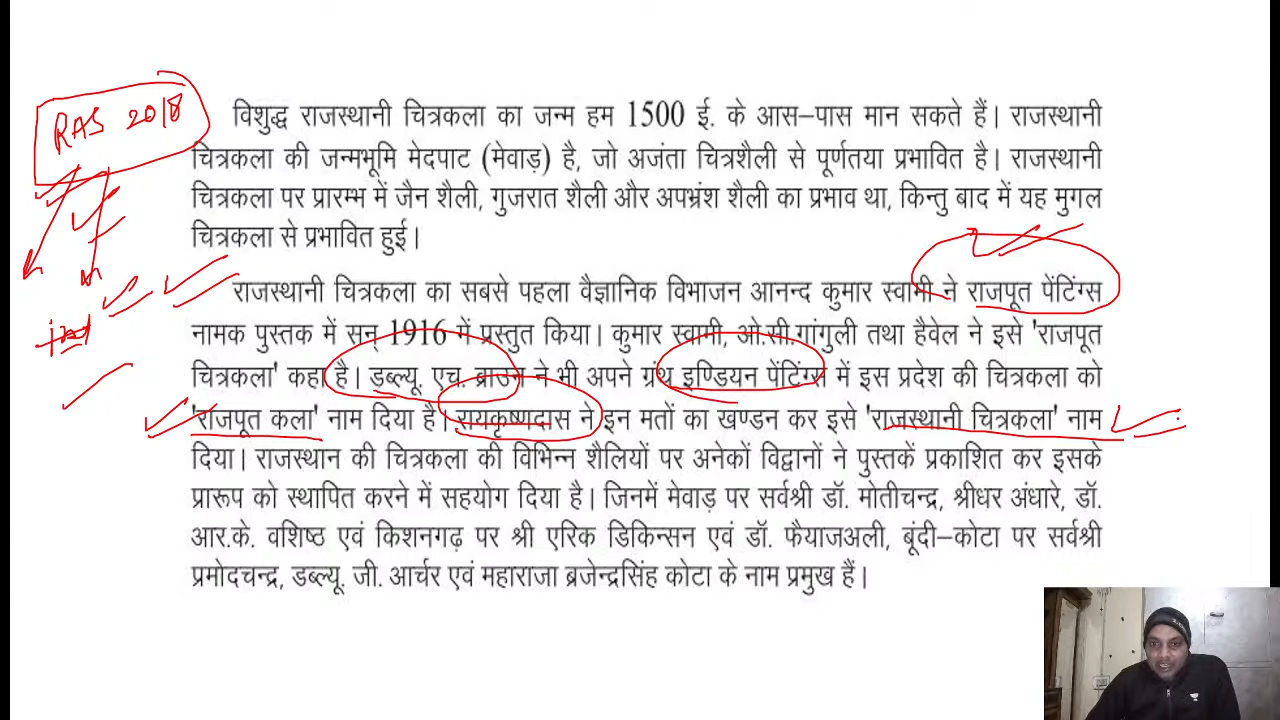 RAS 2018
विशुद्ध राजस्थानी चित्रकला का जन्म हम 1500 ई. के आस-पास मान सकते हैं। राजस्थानी
चित्रकला की जन्मभूमि मेदपाट (मेवाड़) है, जो अजंता चित्रशैली से पूर्णतया प्रभावित है। राजस्थानी
चित्रकला पर प्रारम्भ में जैन शैली, गुजरात शैली और अपभ्रंश शैली का प्रभाव था, किन्तु बाद में यह मुगल
चित्रकला से प्रभावित हुई।
राजस्थानी चित्रकला का सबसे पहला वैज्ञानिक विभाजन आनन्द कुमार स्वामी ने राजपूत पेंटिंग्स
नामक पुस्तक में सन् 1916 में प्रस्तुत किया। कुमार स्वामी, ओ.सी.गांगुली तथा हैवेल ने इसे 'राजपूत
चित्रकला' कहा है। डब्ल्यू. एच. ब्राउन ने भी अपने ग्रंथ इण्डियन पेंटिंग्स में इस प्रदेश की चित्रकला को
'राजपूत कला' नाम दिया है। रायकृष्णदास ने इन मतों का खण्डन कर इसे 'राजस्थानी चित्रकला' नाम
दिया। राजस्थान की चित्रकला की विभिन्न शैलियों पर अनेकों विद्वानों ने पुस्तकें प्रकाशित कर इसके
प्रारूप को स्थापित करने में सहयोग दिया है। जिनमें मेवाड़ पर सर्वश्री डॉ. मोतीचन्द्र, श्रीधर अंधारे, डॉ.
आर.के. वशिष्ठ एवं किशनगढ़ पर श्री एरिक डिकिन्सन एवं डॉ. फैयाजअली, बूंदी-कोटा पर सर्वश्री
प्रमोदचन्द्र, डब्ल्यू. जी. आर्चर एवं महाराजा ब्रजेन्द्रसिंह कोटा के नाम प्रमुख हैं।